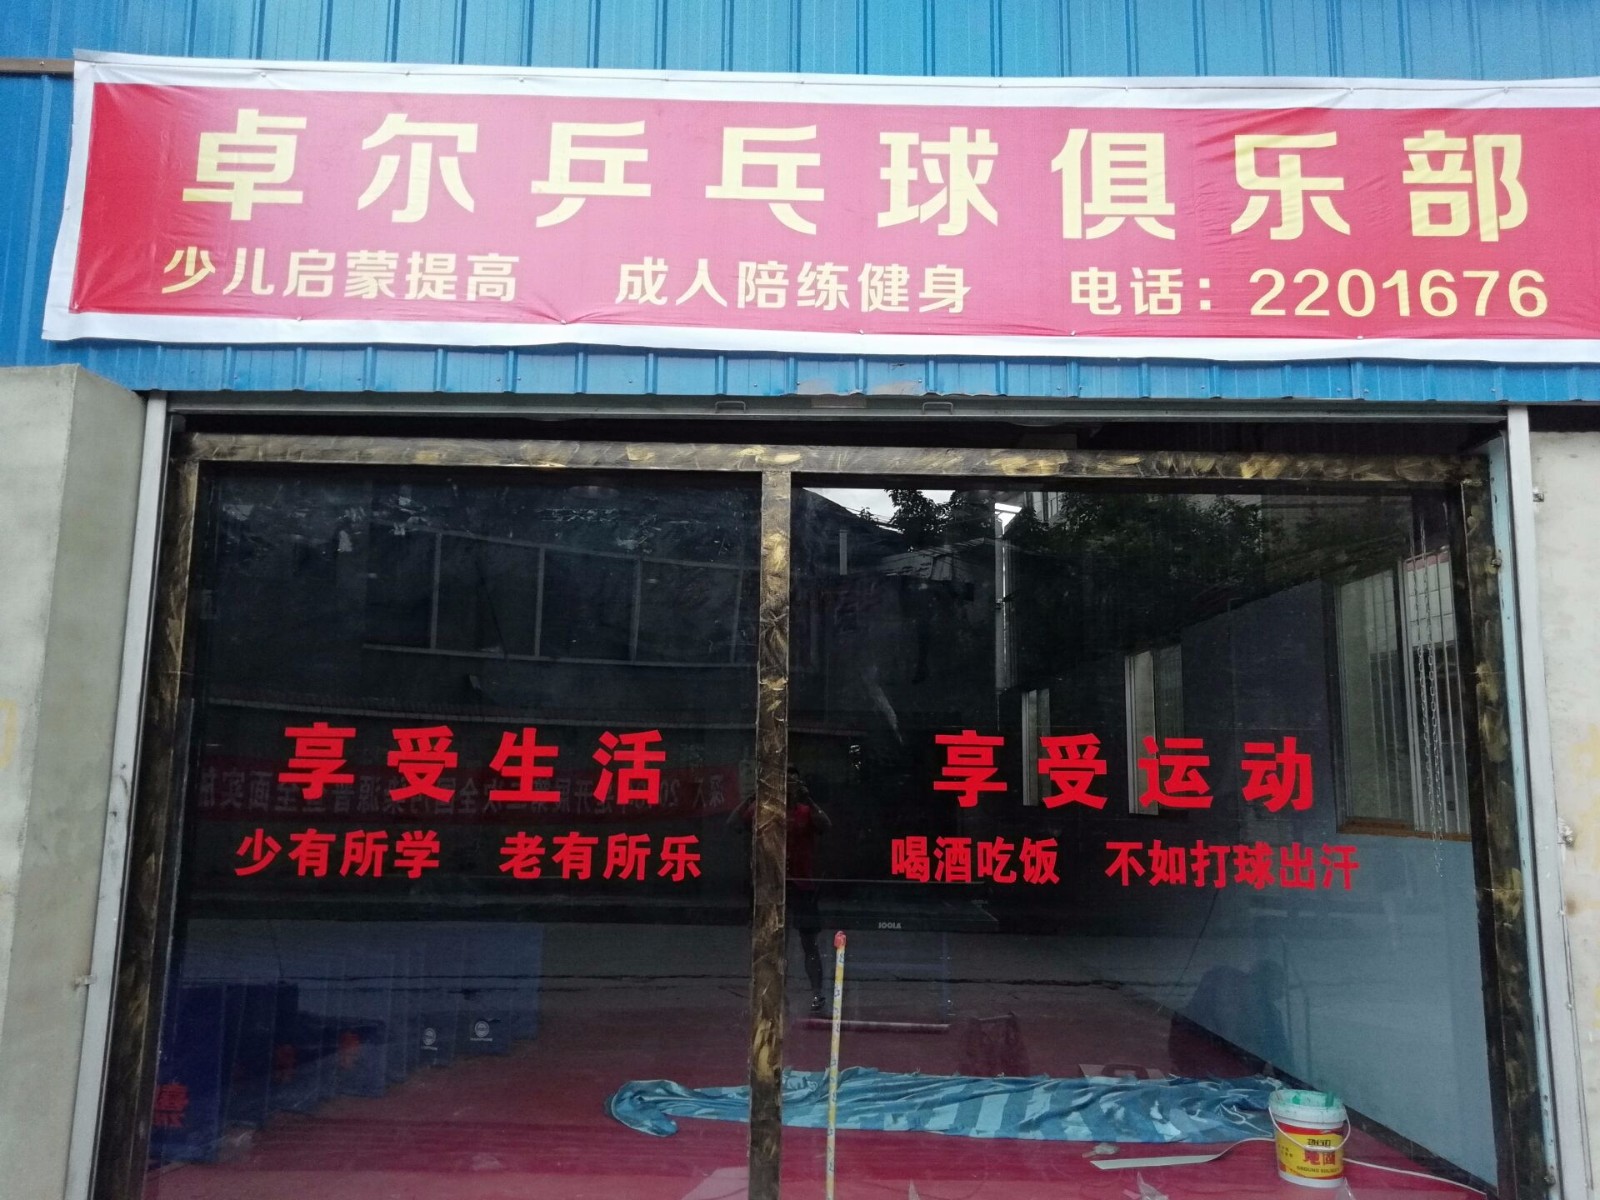 卓尔乒乓球俱乐部
少儿启蒙提高 成人陪练健身 电话：2201676
享受生活
少有所学 老有所乐
享受运动
喝酒吃饭 不如打球出汗
JOOLA